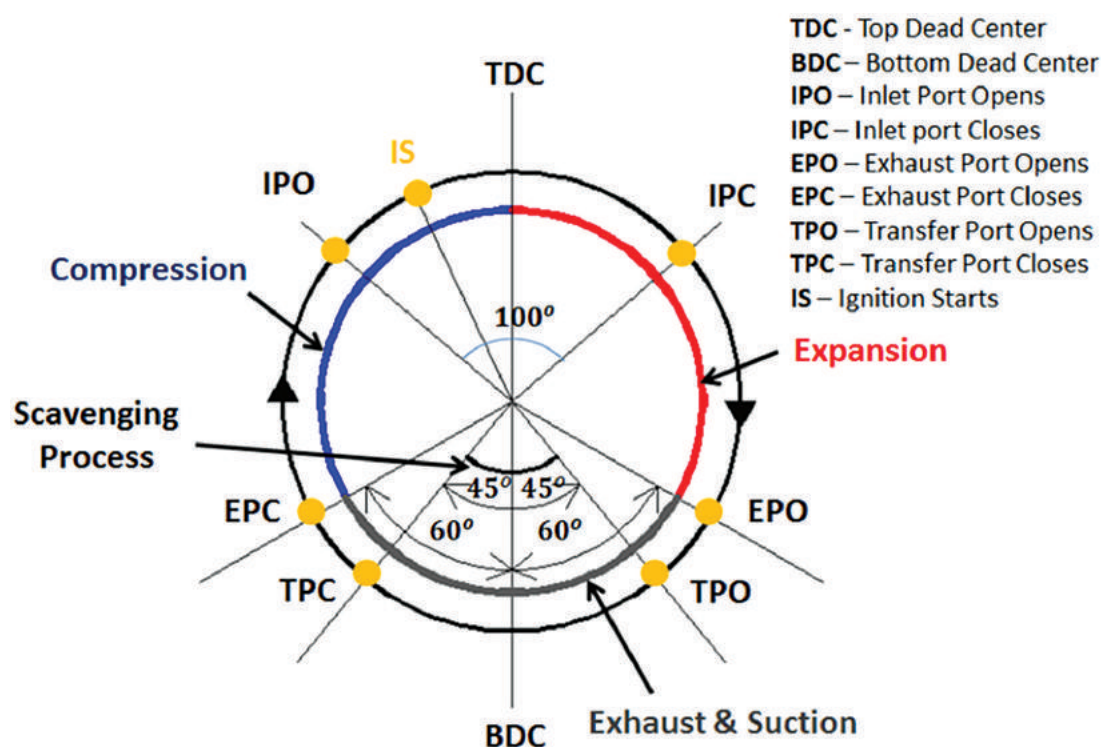 TDC - Top Dead Center
BDC – Bottom Dead Center
IPO – Inlet Port Opens
IPC – Inlet port Closes
EPO – Exhaust Port Opens
EPC – Exhaust Port Closes
TPO – Transfer Port Opens
TPC – Transfer Port Closes
IS – Ignition Starts
TDC
IS
IPO
IPC
Compression
100°
Expansion
Scavenging
Process
45° 45°
EPC
60°
60°
EPO
TPC
TPO
BDC
Exhaust & Suction